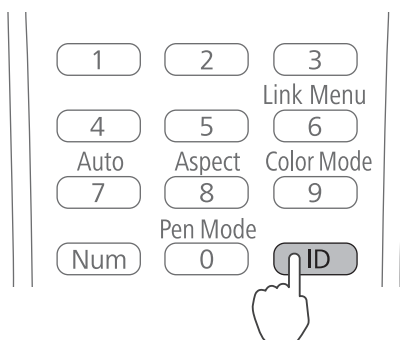 1 2 3
Link Menu
4 5 6
Auto Aspect Color Mode
7 8 9
Pen Mode
Num 0 ID